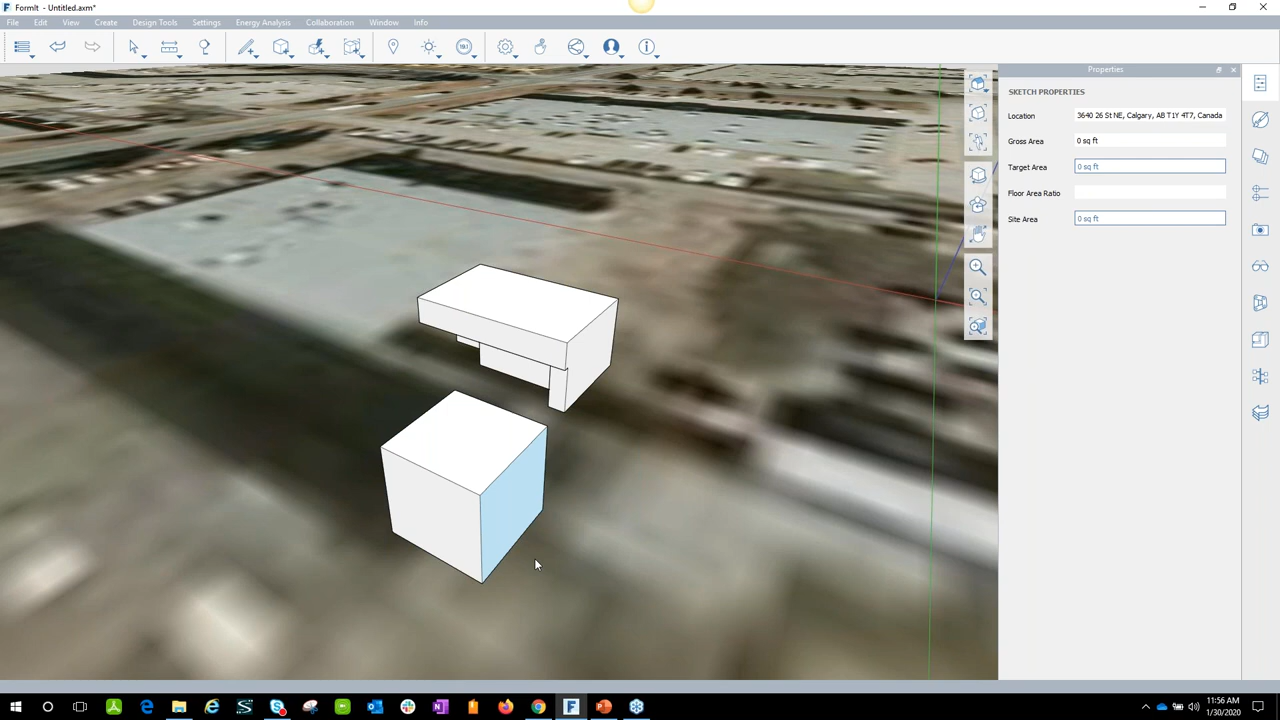 FormIt - Untitled.axm*
File Edit View Create Design Tools Settings Energy Analysis Collaboration Window Info
19.1
Properties
SKETCH PROPERTIES
Location 3640 26 St NE, Calgary, AB T1Y 4T7, Canada
Gross Area 0 sq ft
Target Area 0 sq ft
Floor Area Ratio
Site Area 0 sq ft
11:56 AM
1/30/2020